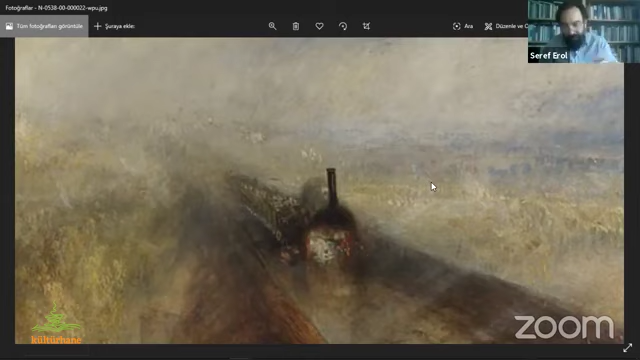 Fotoğraflar - N-0538-00-000022-wpu.jpg
Tüm fotoğrafları görüntüle
Şuraya ekle:
Ara
Düzenle ve O
Seref Erol
kültürhane
zoom